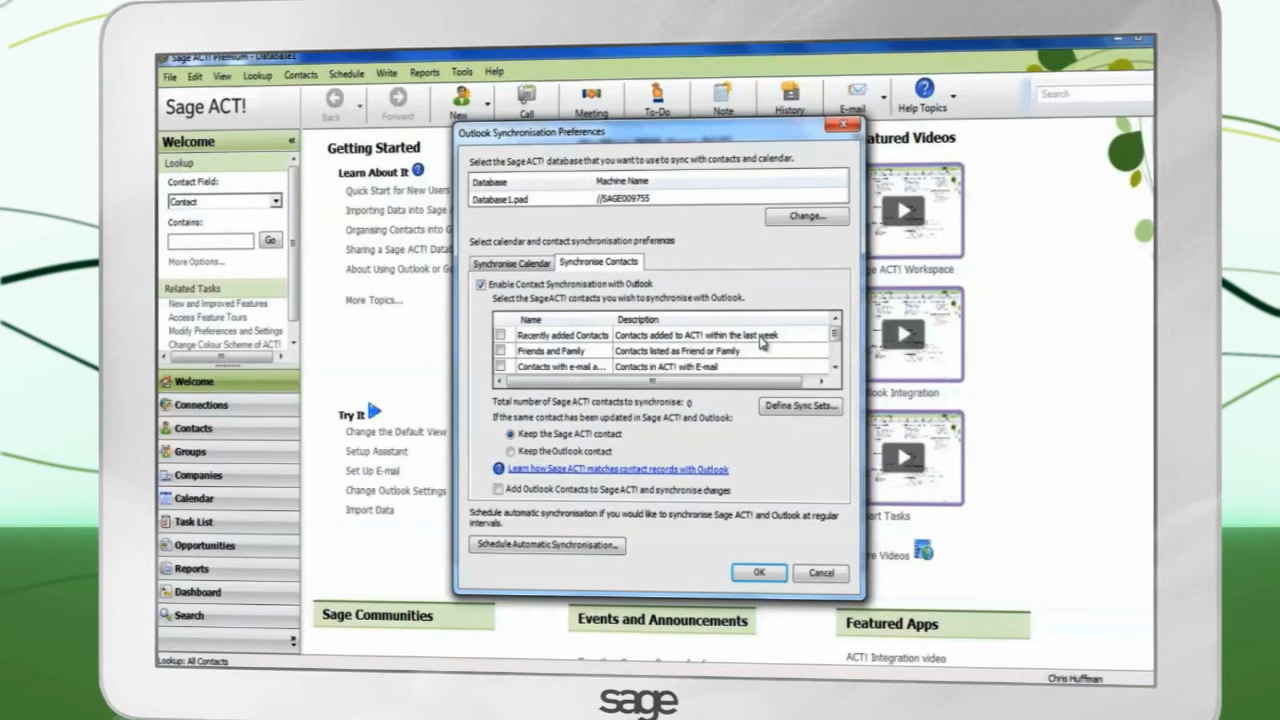 Sage ACT! Premium - Database1
File Edit View Lookup Contacts Schedule Write Reports Tools Help
Sage ACT!
Back Forward New Call Meeting To-Do Note History E-mail Help Topics Search
Welcome «
Lookup
Contact Field:
Contact
Contains:
Go
More Options...
Related Tasks
New and Improved Features
Access Feature Tours
Modify Preferences and Settings
Change Colour Scheme of ACT!
Welcome
Connections
Contacts
Groups
Companies
Calendar
Task List
Opportunities
Reports
Dashboard
Search
»
Lookup: All Contacts
Getting Started
Learn About It
Quick Start for New Users
Importing Data into Sage
Organising Contacts into G
Sharing a Sage ACT! Datab
About Using Outlook or Go
More Topics...
Try It
Change the Default View
Setup Assistant
Set Up E-mail
Change Outlook Settings
Import Data
Outlook Synchronisation Preferences
Select the Sage ACT! database that you want to use to sync with contacts and calendar.
Database Machine Name
Database1.pad //SAGE009755
Change...
Select calendar and contact synchronisation preferences
Synchronise Calendar Synchronise Contacts
Enable Contact Synchronisation with Outlook
Select the Sage ACT! contacts you wish to synchronise with Outlook.
Name Description
Recently added Contacts Contacts added to ACT! within the last week
Friends and Family Contacts listed as Friend or Family
Contacts with e-mail a... Contacts in ACT! with E-mail
Total number of Sage ACT! contacts to synchronise: 0
Define Sync Sets...
If the same contact has been updated in Sage ACT! and Outlook:
Keep the Sage ACT! contact
Keep the Outlook contact
Learn how Sage ACT! matches contact records with Outlook
Add Outlook Contacts to Sage ACT! and synchronise changes
Schedule automatic synchronisation if you would like to synchronise Sage ACT! and Outlook at regular
intervals.
Schedule Automatic Synchronisation...
OK Cancel
atured Videos
ge ACT! Workspace
look Integration
art Tasks
re Videos
Sage Communities
Events and Announcements
Featured Apps
ACT! Integration video
Chris Huffman
sage